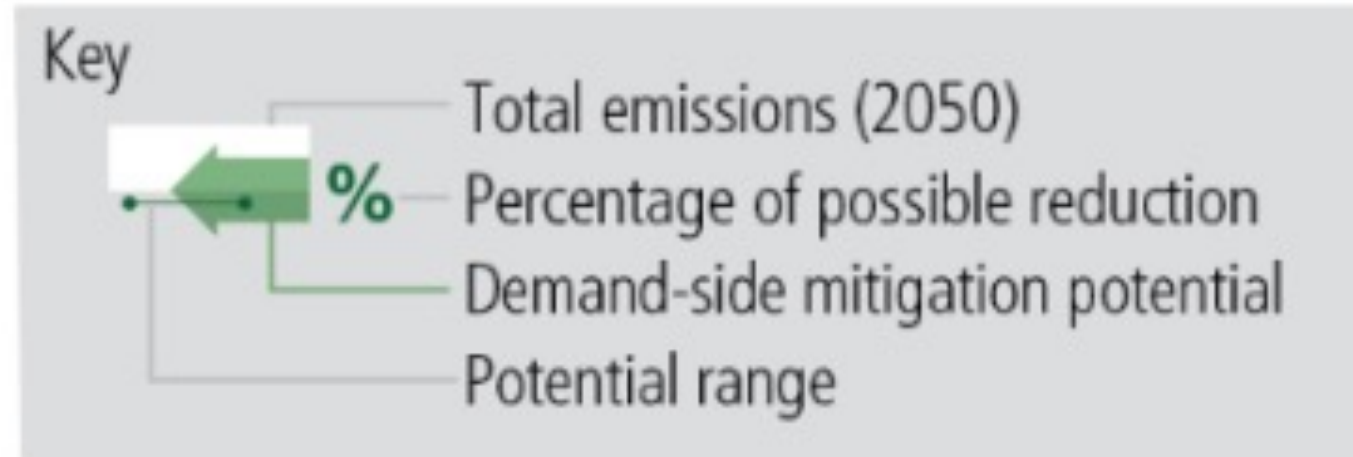 Key
Total emissions (2050)
% Percentage of possible reduction
Demand-side mitigation potential
Potential range